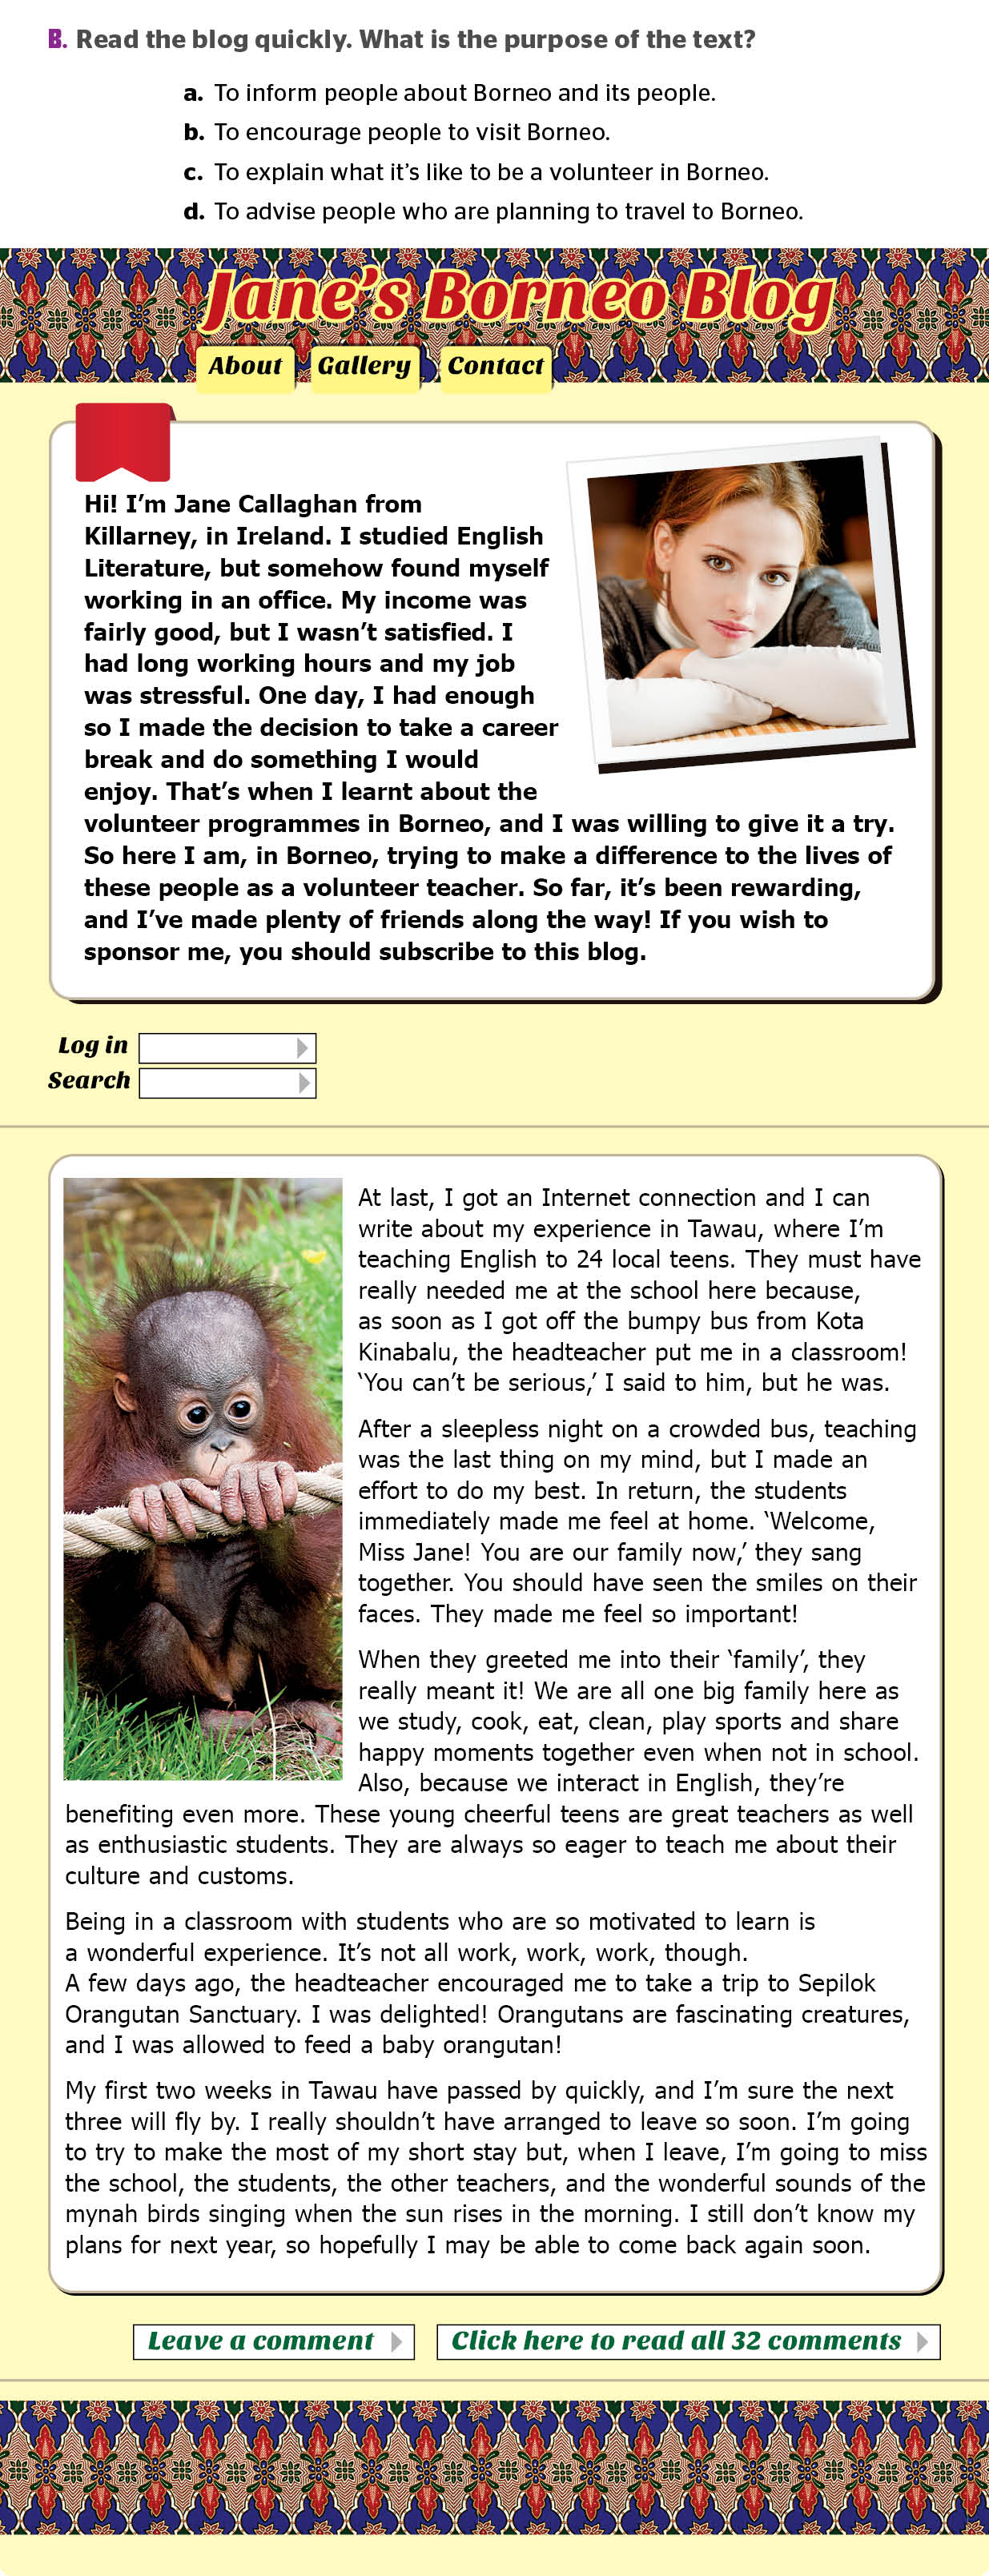 B. Read the blog quickly. What is the purpose of the text?
a. To inform people about Borneo and its people.
b. To encourage people to visit Borneo.
c. To explain what it’s like to be a volunteer in Borneo.
d. To advise people who are planning to travel to Borneo.
Jane’s Borneo Blog
About Gallery Contact
Hi! I’m Jane Callaghan from
Killarney, in Ireland. I studied English
Literature, but somehow found myself
working in an office. My income was
fairly good, but I wasn’t satisfied. I
had long working hours and my job
was stressful. One day, I had enough
so I made the decision to take a career
break and do something I would
enjoy. That’s when I learnt about the
volunteer programmes in Borneo, and I was willing to give it a try.
So here I am, in Borneo, trying to make a difference to the lives of
these people as a volunteer teacher. So far, it’s been rewarding,
and I’ve made plenty of friends along the way! If you wish to
sponsor me, you should subscribe to this blog.
Log in
Search
At last, I got an Internet connection and I can
write about my experience in Tawau, where I’m
teaching English to 24 local teens. They must have
really needed me at the school here because,
as soon as I got off the bumpy bus from Kota
Kinabalu, the headteacher put me in a classroom!
‘You can’t be serious,’ I said to him, but he was.
After a sleepless night on a crowded bus, teaching
was the last thing on my mind, but I made an
effort to do my best. In return, the students
immediately made me feel at home. ‘Welcome,
Miss Jane! You are our family now,’ they sang
together. You should have seen the smiles on their
faces. They made me feel so important!
When they greeted me into their ‘family’, they
really meant it! We are all one big family here as
we study, cook, eat, clean, play sports and share
happy moments together even when not in school.
Also, because we interact in English, they’re
benefiting even more. These young cheerful teens are great teachers as well
as enthusiastic students. They are always so eager to teach me about their
culture and customs.
Being in a classroom with students who are so motivated to learn is
a wonderful experience. It’s not all work, work, work, though.
A few days ago, the headteacher encouraged me to take a trip to Sepilok
Orangutan Sanctuary. I was delighted! Orangutans are fascinating creatures,
and I was allowed to feed a baby orangutan!
My first two weeks in Tawau have passed by quickly, and I’m sure the next
three will fly by. I really shouldn’t have arranged to leave so soon. I’m going
to try to make the most of my short stay but, when I leave, I’m going to miss
the school, the students, the other teachers, and the wonderful sounds of the
mynah birds singing when the sun rises in the morning. I still don’t know my
plans for next year, so hopefully I may be able to come back again soon.
Leave a comment
Click here to read all 32 comments